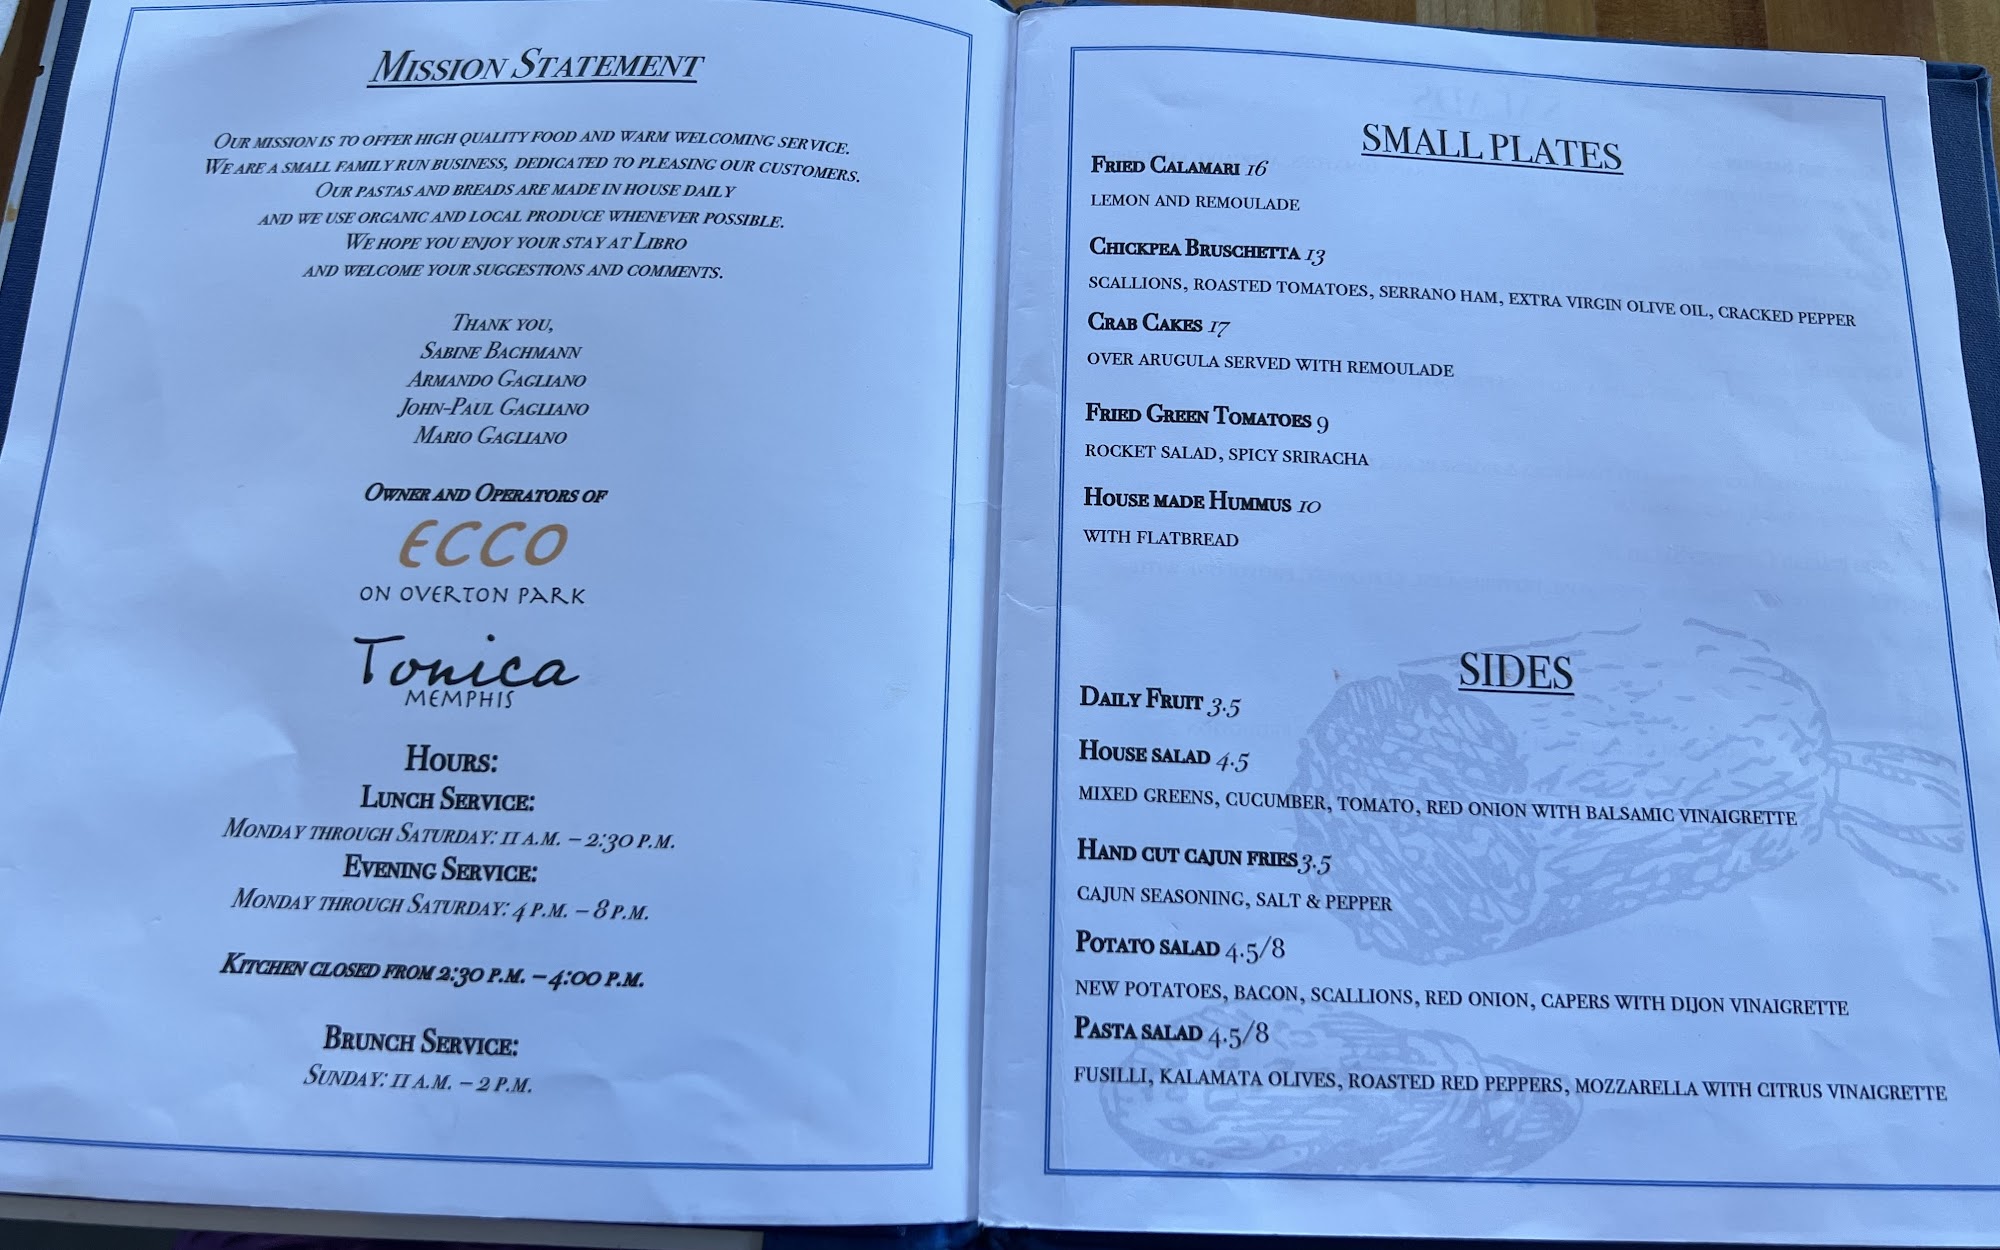 Mission Statement
Our mission is to offer high quality food and warm welcoming service.
We are a small family run business, dedicated to pleasing our customers.
Our pastas and breads are made in house daily
and we use organic and local produce whenever possible.
We hope you enjoy your stay at Libro
and welcome your suggestions and comments.
Thank you,
Sabine Bachmann
Armando Gagliano
John-Paul Gagliano
Mario Gagliano
Owner and Operators of
ECCO
ON OVERTON PARK
Tonica
MEMPHIS
Hours:
Lunch Service:
Monday through Saturday: 11 a.m. – 2:30 p.m.
Evening Service:
Monday through Saturday: 4 p.m. – 8 p.m.
Kitchen closed from 2:30 p.m. – 4:00 p.m.
Brunch Service:
Sunday: 11 a.m. – 2 p.m.
SMALL PLATES
Fried Calamari 16
lemon and remoulade
Chickpea Bruschetta 13
scallions, roasted tomatoes, serrano ham, extra virgin olive oil, cracked pepper
Crab Cakes 17
over arugula served with remoulade
Fried Green Tomatoes 9
rocket salad, spicy sriracha
House made Hummus 10
with flatbread
SIDES
Daily Fruit 3.5
House salad 4.5
mixed greens, cucumber, tomato, red onion with balsamic vinaigrette
Hand cut cajun fries 3.5
cajun seasoning, salt & pepper
Potato salad 4.5/8
new potatoes, bacon, scallions, red onion, capers with dijon vinaigrette
Pasta salad 4.5/8
fusilli, kalamata olives, roasted red peppers, mozzarella with citrus vinaigrette